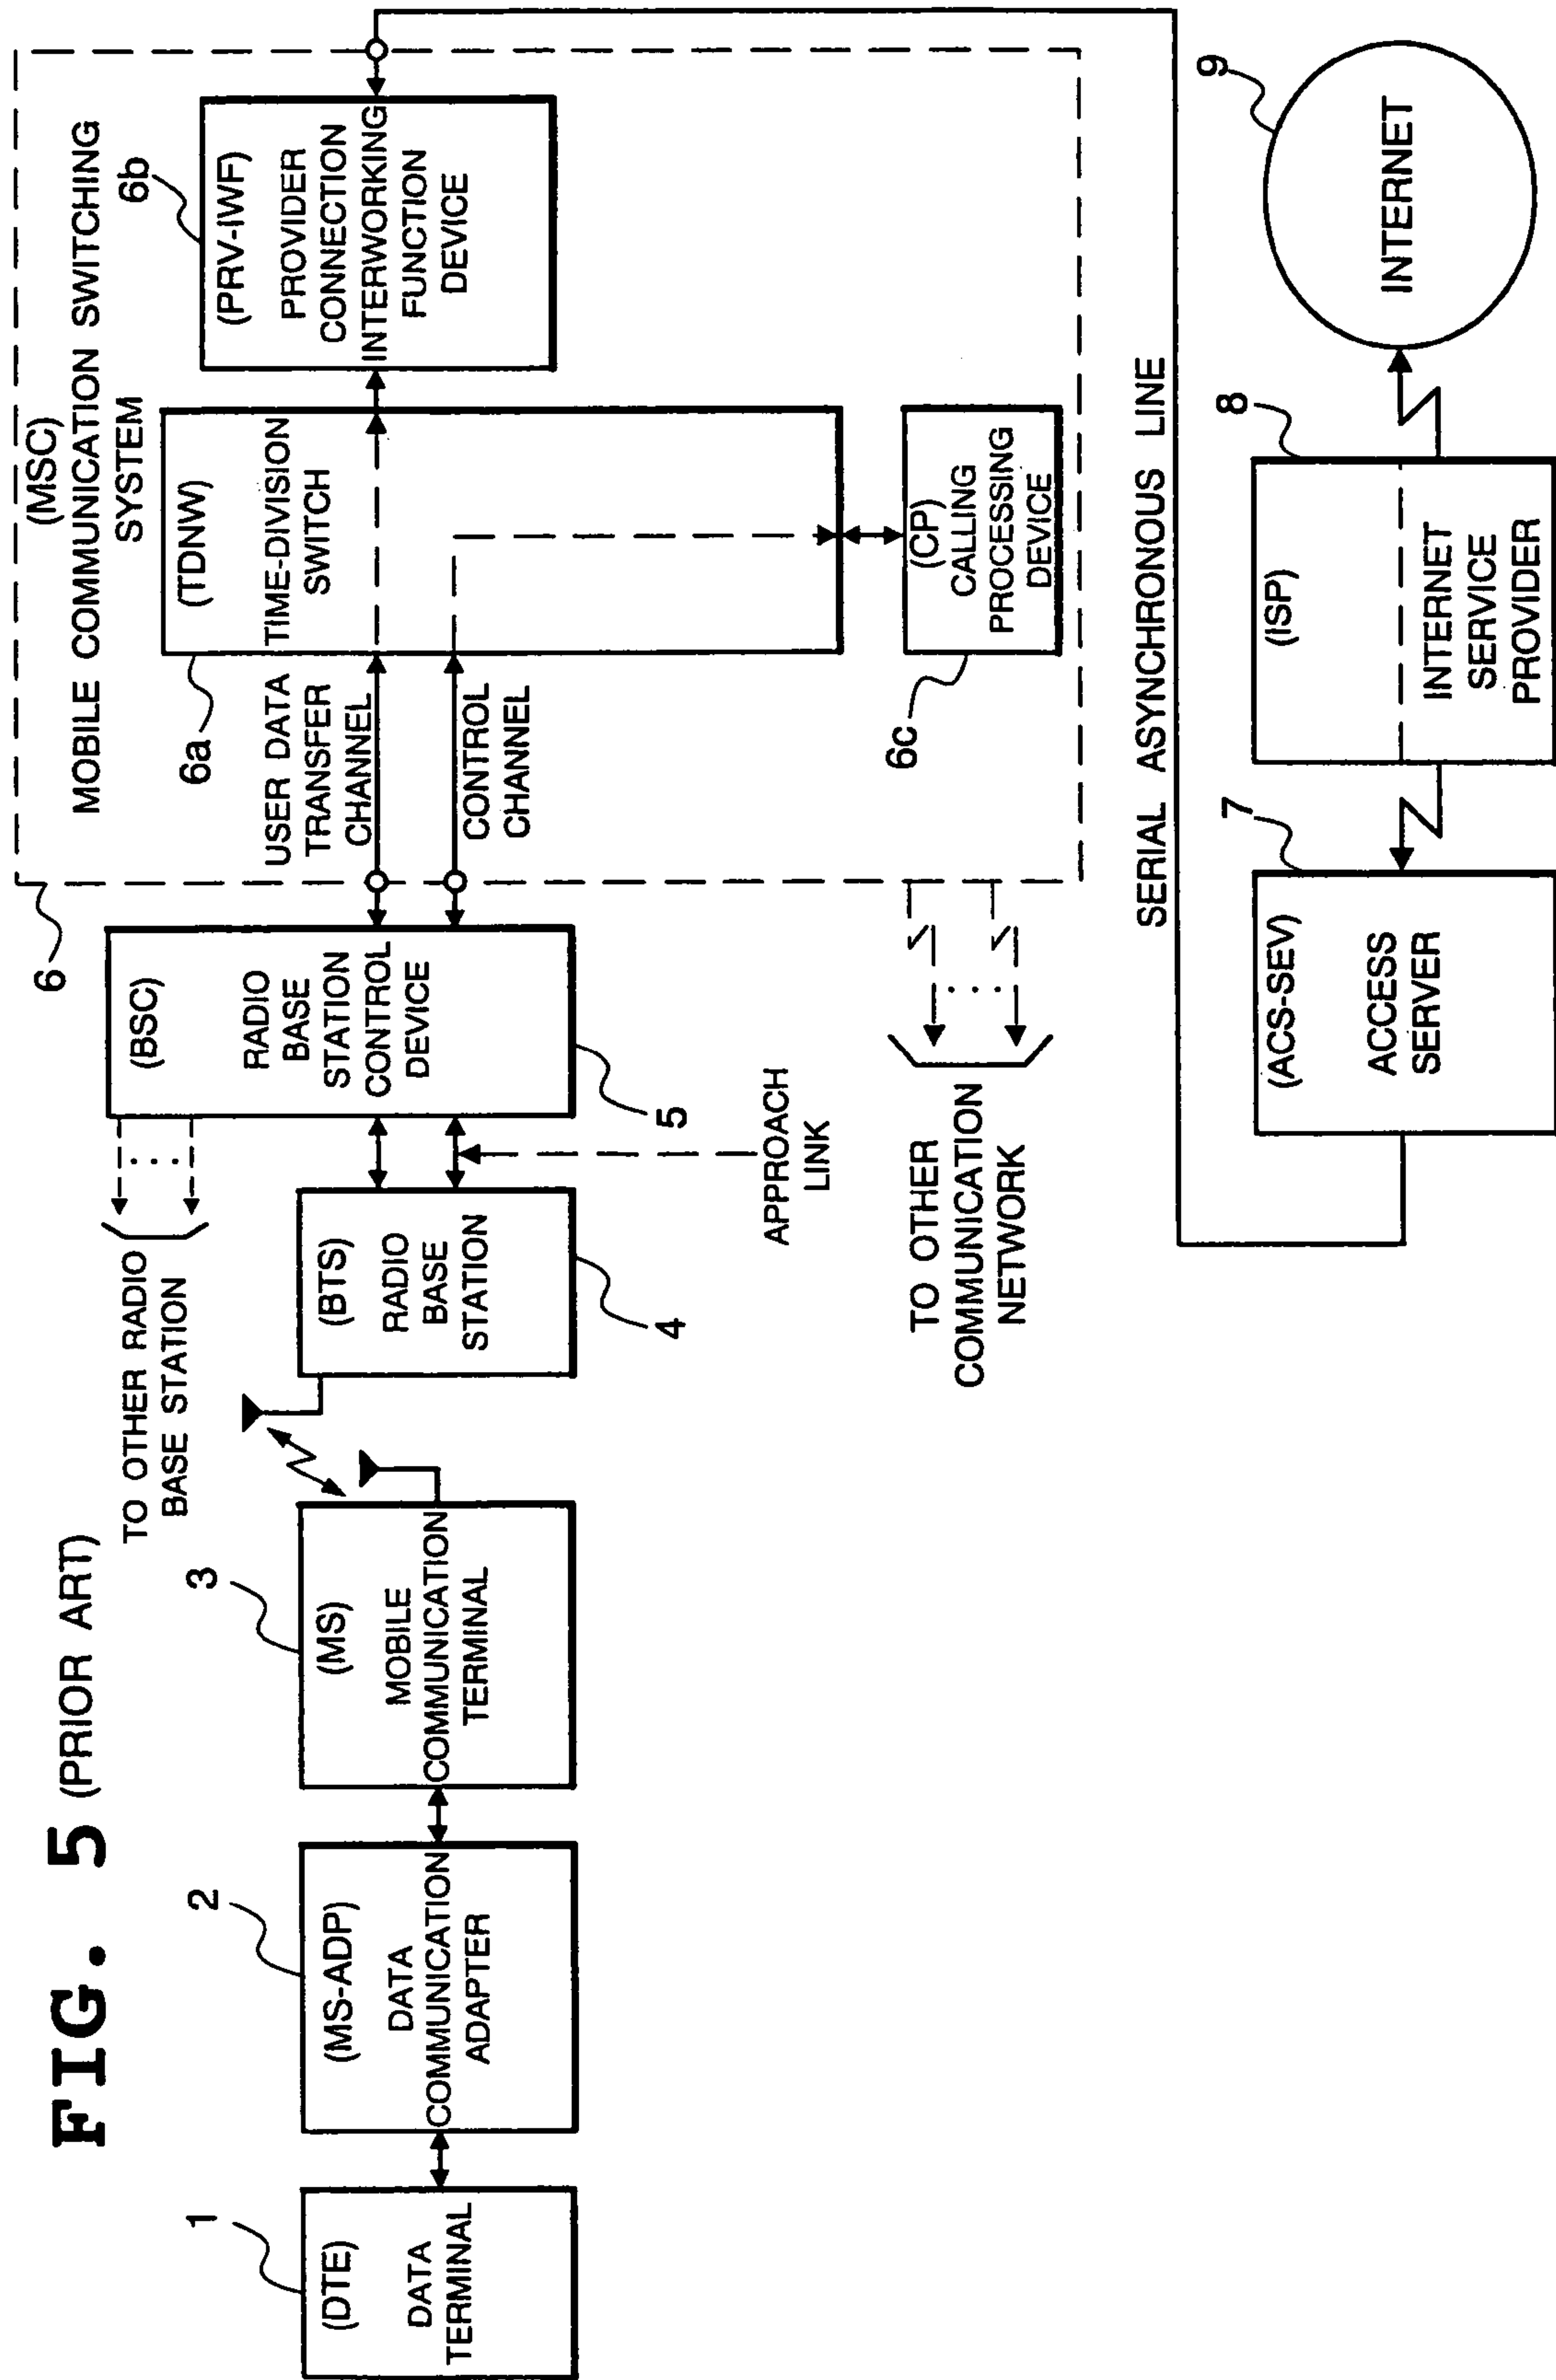 FIG. 5 (PRIOR ART)
1
(DTE)
DATA
TERMINAL
2
(MS-ADP)
DATA
COMMUNICATION
ADAPTER
3
(MS)
MOBILE
COMMUNICATION
TERMINAL
TO OTHER RADIO
BASE STATION
(BTS)
RADIO
BASE
STATION
4
APPROACH
LINK
(BSC)
RADIO
BASE
STATION
CONTROL
DEVICE
5
6
(MSC)
MOBILE COMMUNICATION SWITCHING
SYSTEM
USER DATA
TRANSFER
CHANNEL
CONTROL
CHANNEL
6a
(TDNW)
TIME-DIVISION
SWITCH
6b
(PRV-IWF)
PROVIDER
CONNECTION
INTERWORKING
FUNCTION
DEVICE
6c
(CP)
CALLING
PROCESSING
DEVICE
TO OTHER
COMMUNICATION
NETWORK
SERIAL ASYNCHRONOUS LINE
7
(ACS-SEV)
ACCESS
SERVER
8
(ISP)
INTERNET
SERVICE
PROVIDER
9
INTERNET